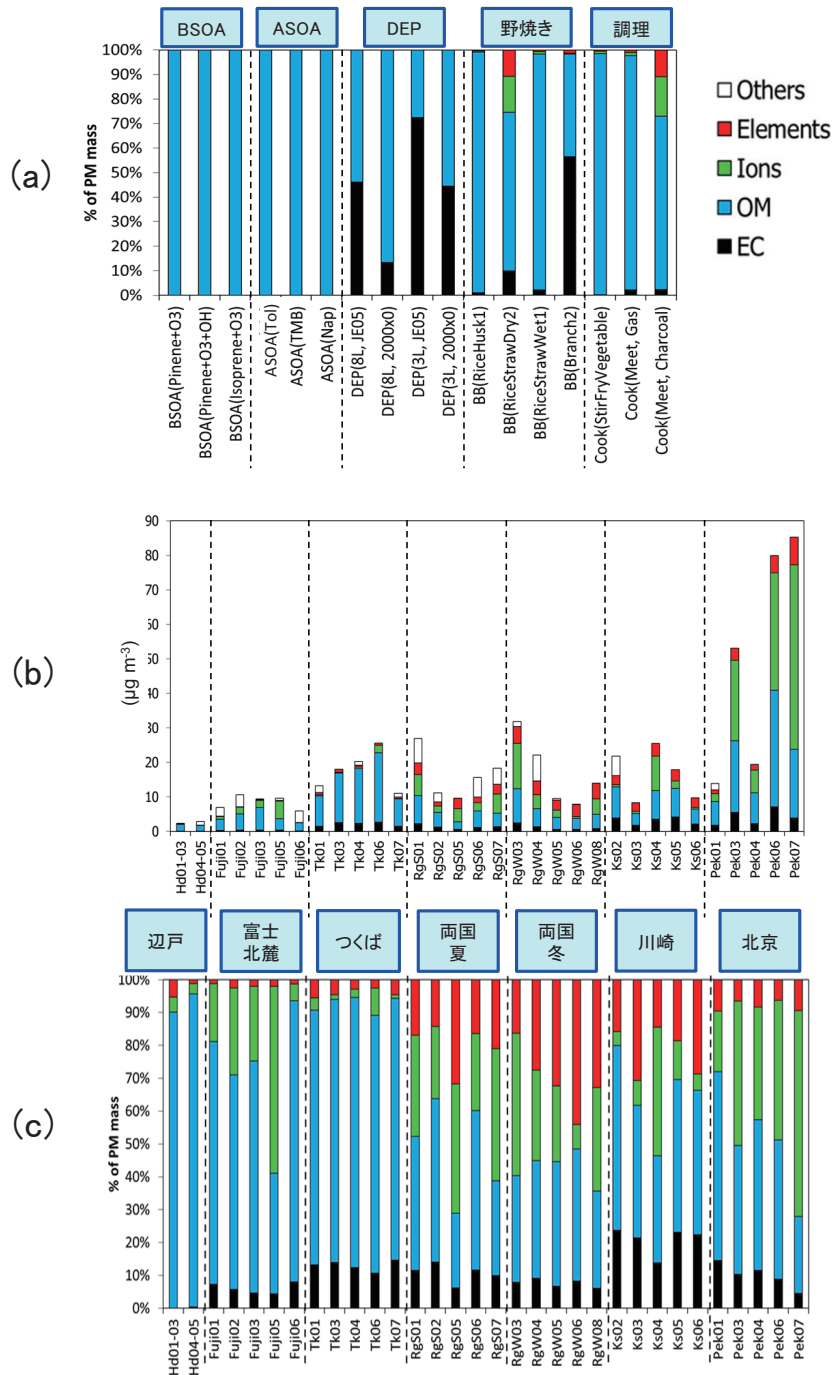 BSOA ASOA DEP 野焼き 調理
(a)
% of PM mass
100%
90%
80%
70%
60%
50%
40%
30%
20%
10%
0%
BSOA(Pinene+O3)
BSOA(Pinene+O3+OH)
BSOA(Isoprene+O3)
ASOA(Tol)
ASOA(TMB)
ASOA(Nap)
DEP(8L, JE05)
DEP(8L, 2000x0)
DEP(3L, JE05)
DEP(3L, 2000x0)
BB(RiceHusk1)
BB(RiceStrawDry2)
BB(RiceStrawWet1)
BB(Branch2)
Cook(StirFryVegetable)
Cook(Meet, Gas)
Cook(Meet, Charcoal)
Others
Elements
Ions
OM
EC
(b)
(μg m-3)
90
80
70
60
50
40
30
20
10
0
Hd01-03
Hd04-05
Fuji01
Fuji02
Fuji03
Fuji05
Fuji06
Tk01
Tk03
Tk04
Tk06
Tk07
RgS01
RgS02
RgS05
RgS06
RgS07
RgW03
RgW04
RgW05
RgW06
RgW08
Ks02
Ks03
Ks04
Ks05
Ks06
Pek01
Pek03
Pek04
Pek06
Pek07
辺戸 富士 つくば 両国 両国 川崎 北京
北麓 夏 冬
(c)
% of PM mass
100%
90%
80%
70%
60%
50%
40%
30%
20%
10%
0%
Hd01-03
Hd04-05
Fuji01
Fuji02
Fuji03
Fuji05
Fuji06
Tk01
Tk03
Tk04
Tk06
Tk07
RgS01
RgS02
RgS05
RgS06
RgS07
RgW03
RgW04
RgW05
RgW06
RgW08
Ks02
Ks03
Ks04
Ks05
Ks06
Pek01
Pek03
Pek04
Pek06
Pek07